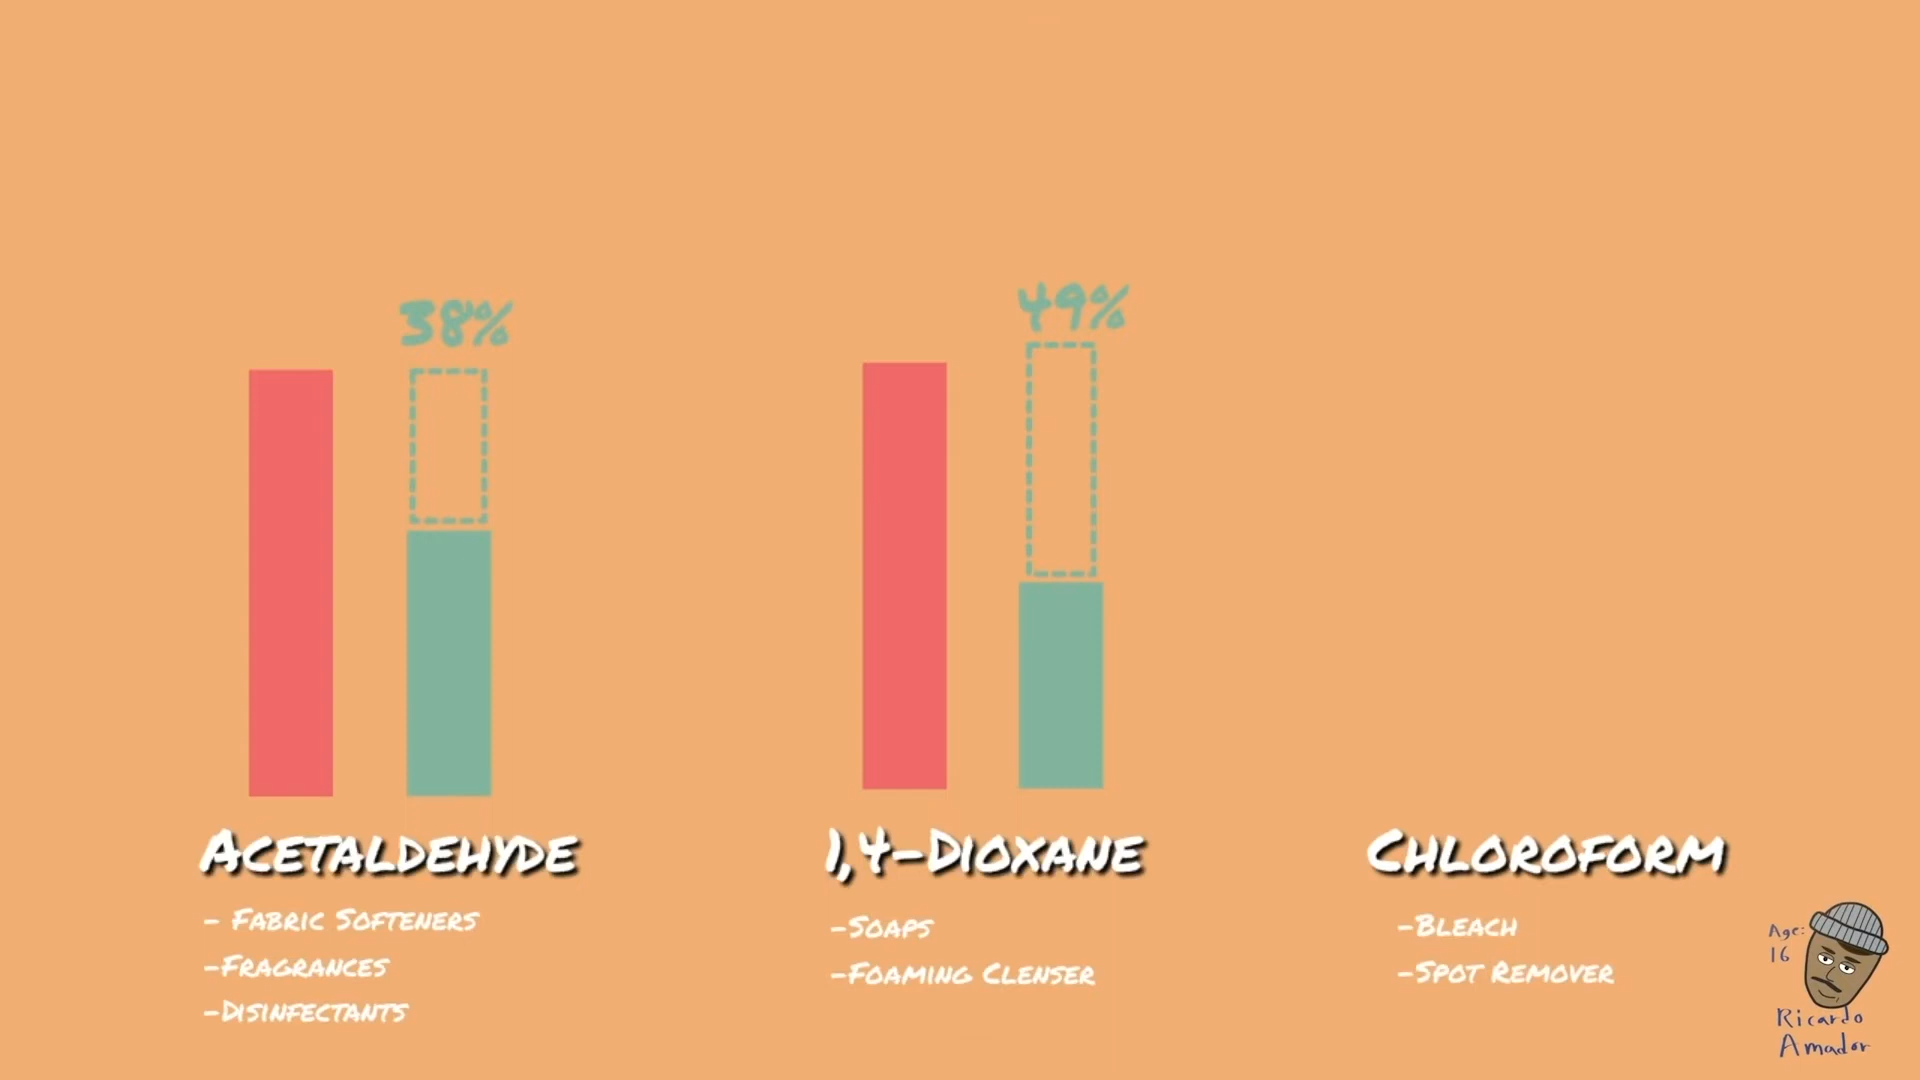 38%
49%
ACETALDEHYDE
- FABRIC SOFTENERS
-FRAGRANCES
-DISINFECTANTS
1,4-DIOXANE
-SOAPS
-FOAMING CLENSER
CHLOROFORM
-BLEACH
-SPOT REMOVER
Age:
16
Ricardo
Amador